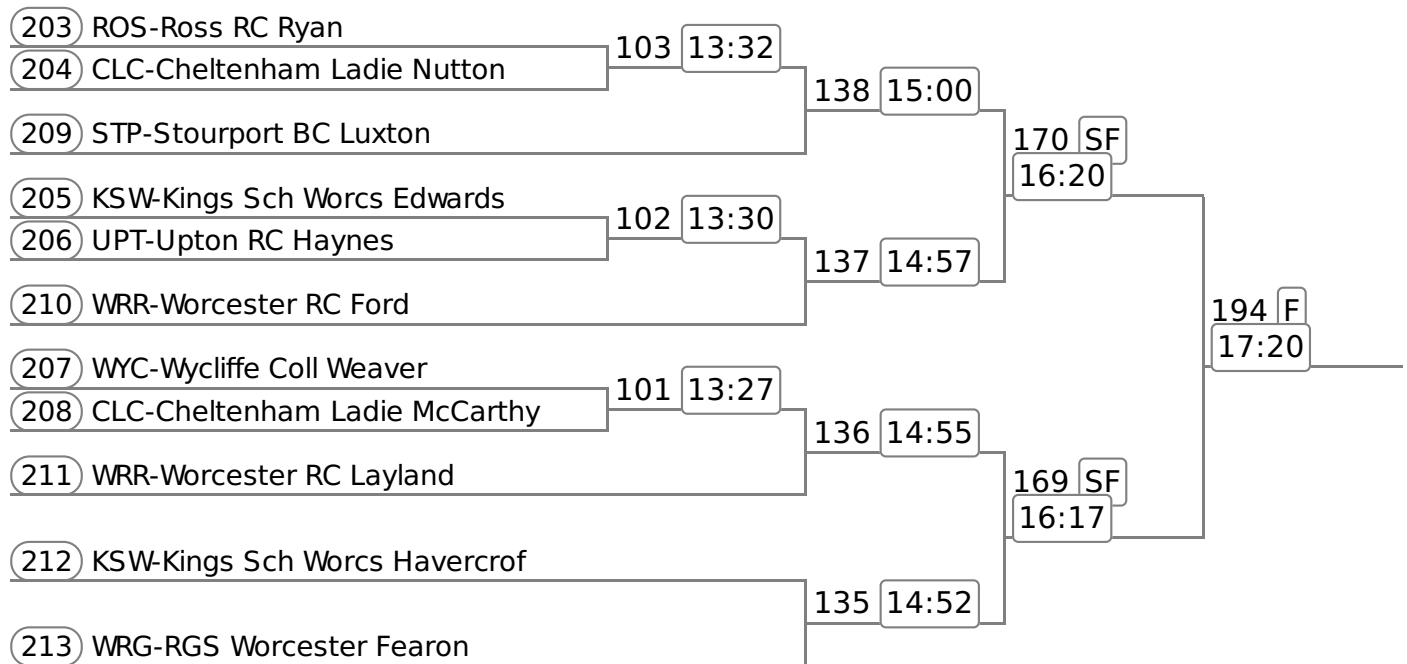 203 ROS-Ross RC Ryan
103 13:32
204 CLC-Cheltenham Ladie Nutton
138 15:00
209 STP-Stourport BC Luxton
170 SF
16:20
205 KSW-Kings Sch Worcs Edwards
102 13:30
206 UPT-Upton RC Haynes
137 14:57
210 WRR-Worcester RC Ford
194 F
17:20
207 WYC-Wycliffe Coll Weaver
101 13:27
208 CLC-Cheltenham Ladie McCarthy
136 14:55
211 WRR-Worcester RC Layland
169 SF
16:17
212 KSW-Kings Sch Worcs Havercrof
135 14:52
213 WRG-RGS Worcester Fearon